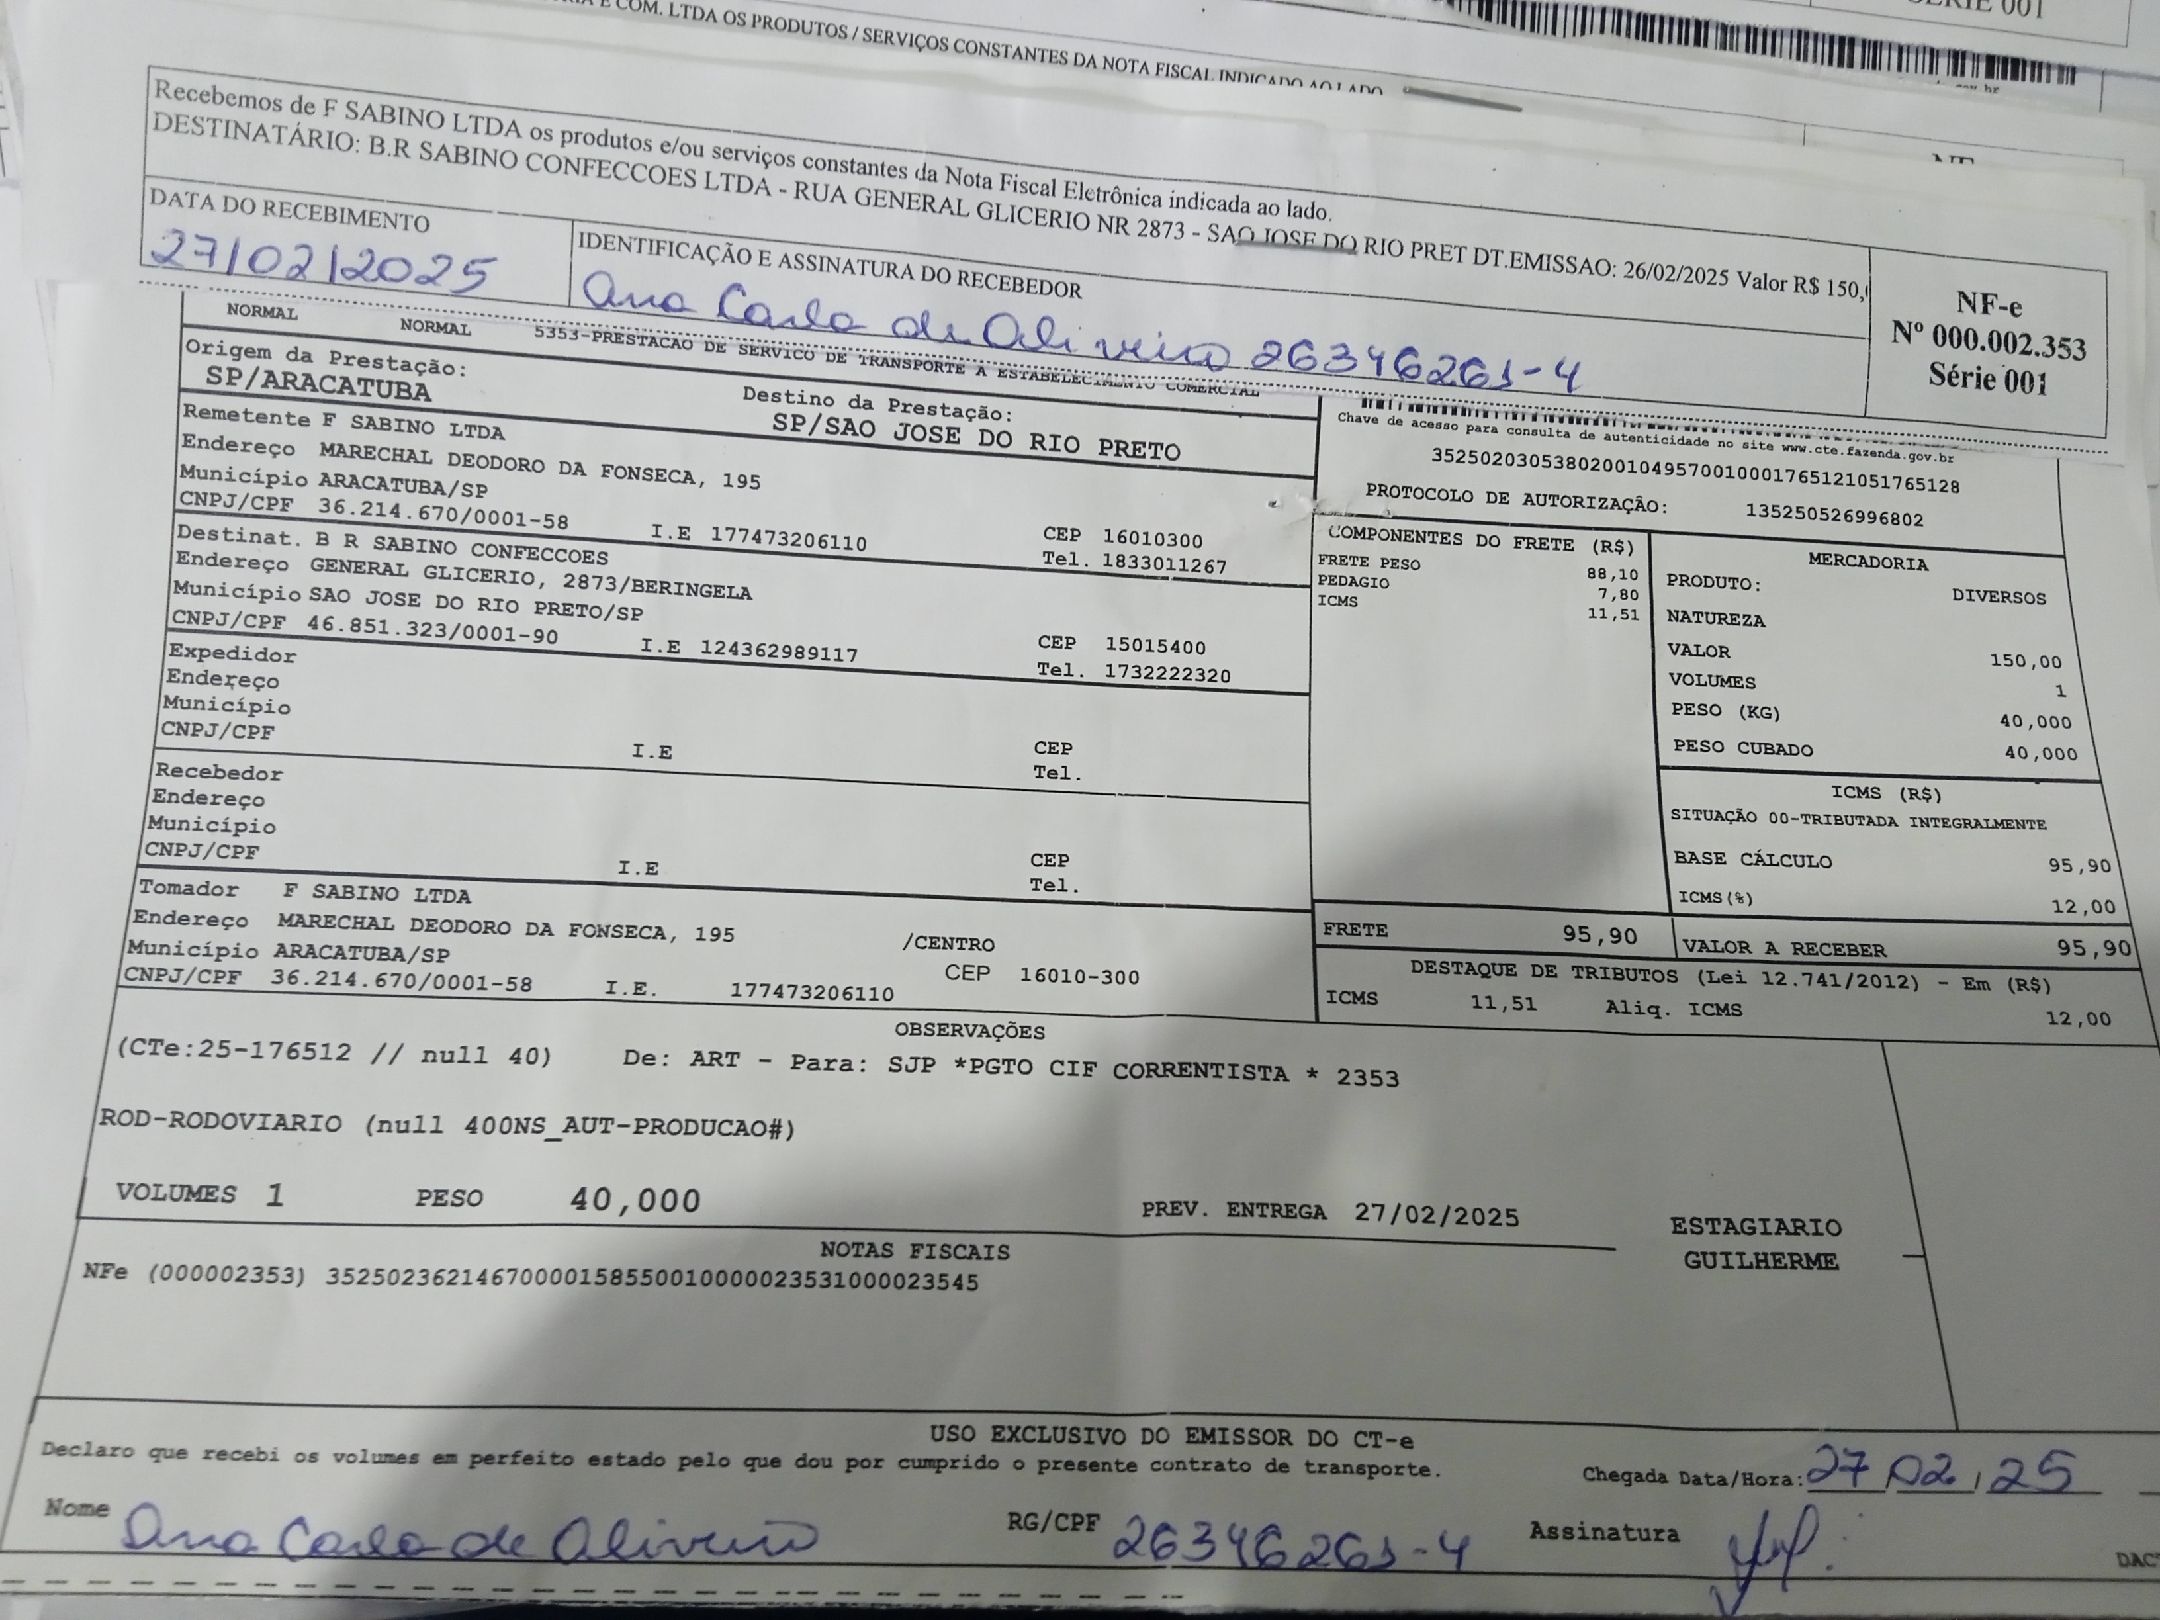 E COM. LTDA OS PRODUTOS / SERVIÇOS CONSTANTES DA NOTA FISCAL INDICADO AO LADO
SÉRIE 001
Recebemos de F SABINO LTDA os produtos e/ou serviços constantes da Nota Fiscal Eletrônica indicada ao lado.
DESTINATÁRIO: B.R SABINO CONFECCOES LTDA - RUA GENERAL GLICERIO NR 2873 - SAO JOSE DO RIO PRET DT.EMISSAO: 26/02/2025 Valor R$ 150,
DATA DO RECEBIMENTO
27/02/2025
IDENTIFICAÇÃO E ASSINATURA DO RECEBEDOR
Ana Carla de Oliveira 26346261-4
NF-e
Nº 000.002.353
Série 001
NORMAL NORMAL 5353-PRESTACAO DE SERVICO DE TRANSPORTE A ESTABELECIMENTO COMERCIAL
Origem da Prestação:
SP/ARACATUBA
Destino da Prestação:
SP/SAO JOSE DO RIO PRETO
Chave de acesso para consulta de autenticidade no site www.cte.fazenda.gov.br
35250203053802001049570010001765121051765128
PROTOCOLO DE AUTORIZAÇÃO: 135250526996802
Remetente F SABINO LTDA
Endereço MARECHAL DEODORO DA FONSECA, 195
Município ARACATUBA/SP CEP 16010300
CNPJ/CPF 36.214.670/0001-58 I.E 177473206110 Tel. 1833011267
Destinat. B R SABINO CONFECCOES
Endereço GENERAL GLICERIO, 2873/BERINGELA
Município SAO JOSE DO RIO PRETO/SP CEP 15015400
CNPJ/CPF 46.851.323/0001-90 I.E 124362989117 Tel. 1732222320
Expedidor
Endereço
Município CEP
CNPJ/CPF I.E Tel.
Recebedor
Endereço
Município CEP
CNPJ/CPF I.E Tel.
Tomador F SABINO LTDA
Endereço MARECHAL DEODORO DA FONSECA, 195 /CENTRO
Município ARACATUBA/SP CEP 16010-300
CNPJ/CPF 36.214.670/0001-58 I.E. 177473206110
COMPONENTES DO FRETE (R$)
FRETE PESO 88,10
PEDAGIO 7,80
ICMS 11,51
MERCADORIA
PRODUTO: DIVERSOS
NATUREZA
VALOR 150,00
VOLUMES 1
PESO (KG) 40,000
PESO CUBADO 40,000
ICMS (R$)
SITUAÇÃO 00-TRIBUTADA INTEGRALMENTE
BASE CÁLCULO 95,90
ICMS(%) 12,00
FRETE 95,90 VALOR A RECEBER 95,90
DESTAQUE DE TRIBUTOS (Lei 12.741/2012) - Em (R$)
ICMS 11,51 Aliq. ICMS 12,00
OBSERVAÇÕES
(CTe:25-176512 // null 40) De: ART - Para: SJP *PGTO CIF CORRENTISTA * 2353
ROD-RODOVIARIO (null 400NS_AUT-PRODUCAO#)
VOLUMES 1 PESO 40,000 PREV. ENTREGA 27/02/2025
ESTAGIARIO
GUILHERME
NOTAS FISCAIS
NFe (000002353) 35250236214670000158550010000023531000023545
USO EXCLUSIVO DO EMISSOR DO CT-e
Declaro que recebi os volumes em perfeito estado pelo que dou por cumprido o presente contrato de transporte.
Chegada Data/Hora: 27/02/25
Nome Ana Carla de Oliveira RG/CPF 26346261-4 Assinatura